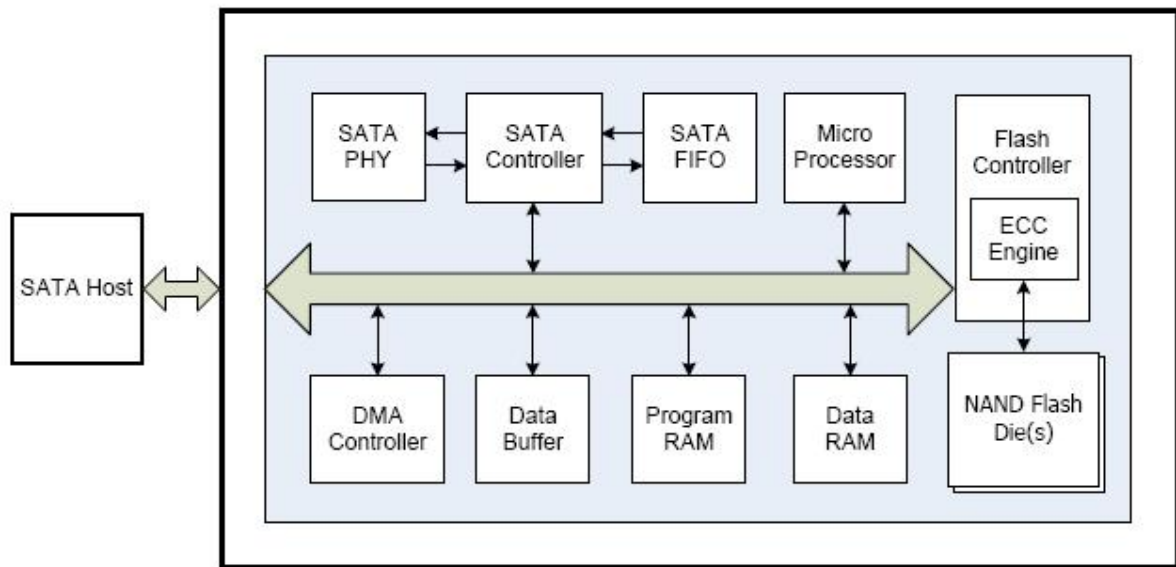 SATA
PHY
SATA
Controller
SATA
FIFO
Micro
Processor
Flash
Controller
ECC
Engine
SATA Host
DMA
Controller
Data
Buffer
Program
RAM
Data
RAM
NAND Flash
Die(s)